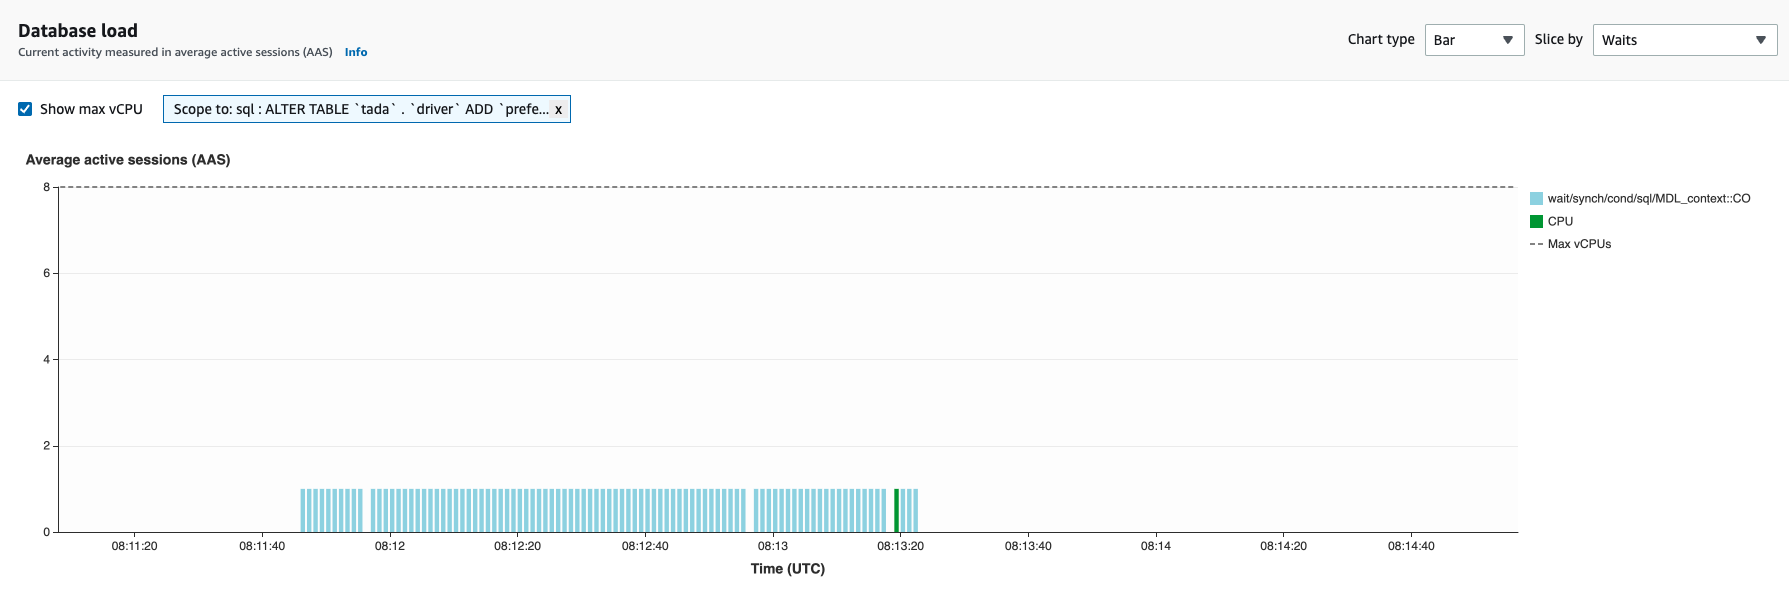 Database load
Current activity measured in average active sessions (AAS) Info
Chart type Bar Slice by Waits
Show max vCPU Scope to: sql : ALTER TABLE `tada` . `driver` ADD `prefe... x
Average active sessions (AAS)
8
6
4
2
0
08:11:20 08:11:40 08:12 08:12:20 08:12:40 08:13 08:13:20 08:13:40 08:14 08:14:20 08:14:40
Time (UTC)
wait/synch/cond/sql/MDL_context::CO
CPU
Max vCPUs